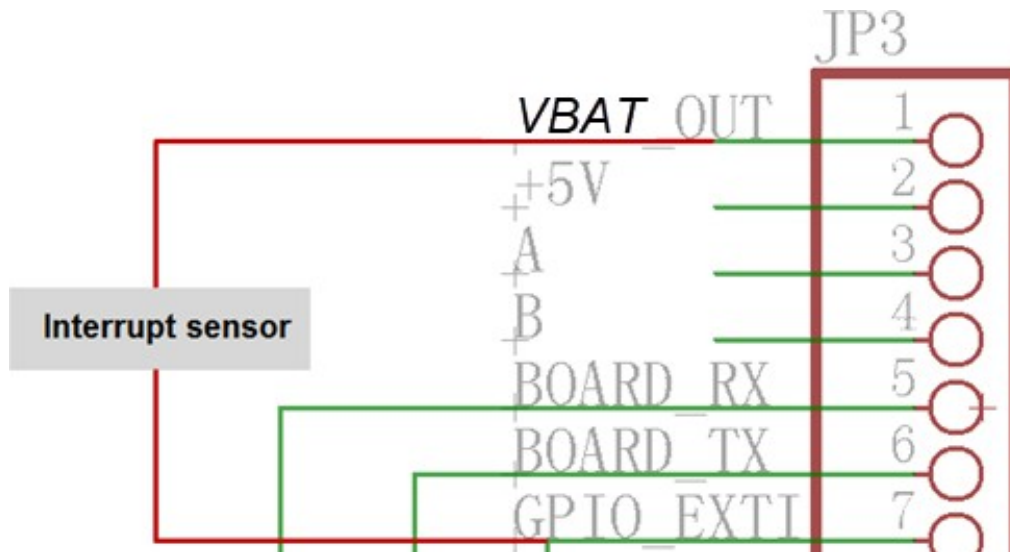 JP3
VBAT_OUT 1
+5V 2
A 3
B 4
Interrupt sensor
BOARD_RX 5
BOARD_TX 6
GPIO_EXTI 7